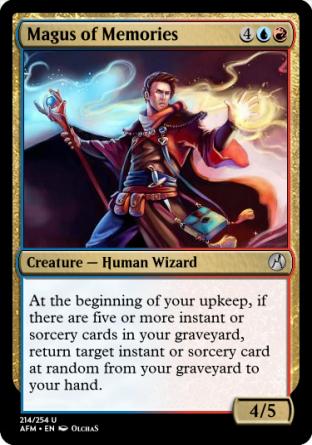 Magus of Memories 4
Creature — Human Wizard
At the beginning of your upkeep, if
there are five or more instant or
sorcery cards in your graveyard,
return target instant or sorcery card
at random from your graveyard to
your hand.
4/5
214/254 U
AFM • EN OlchaS